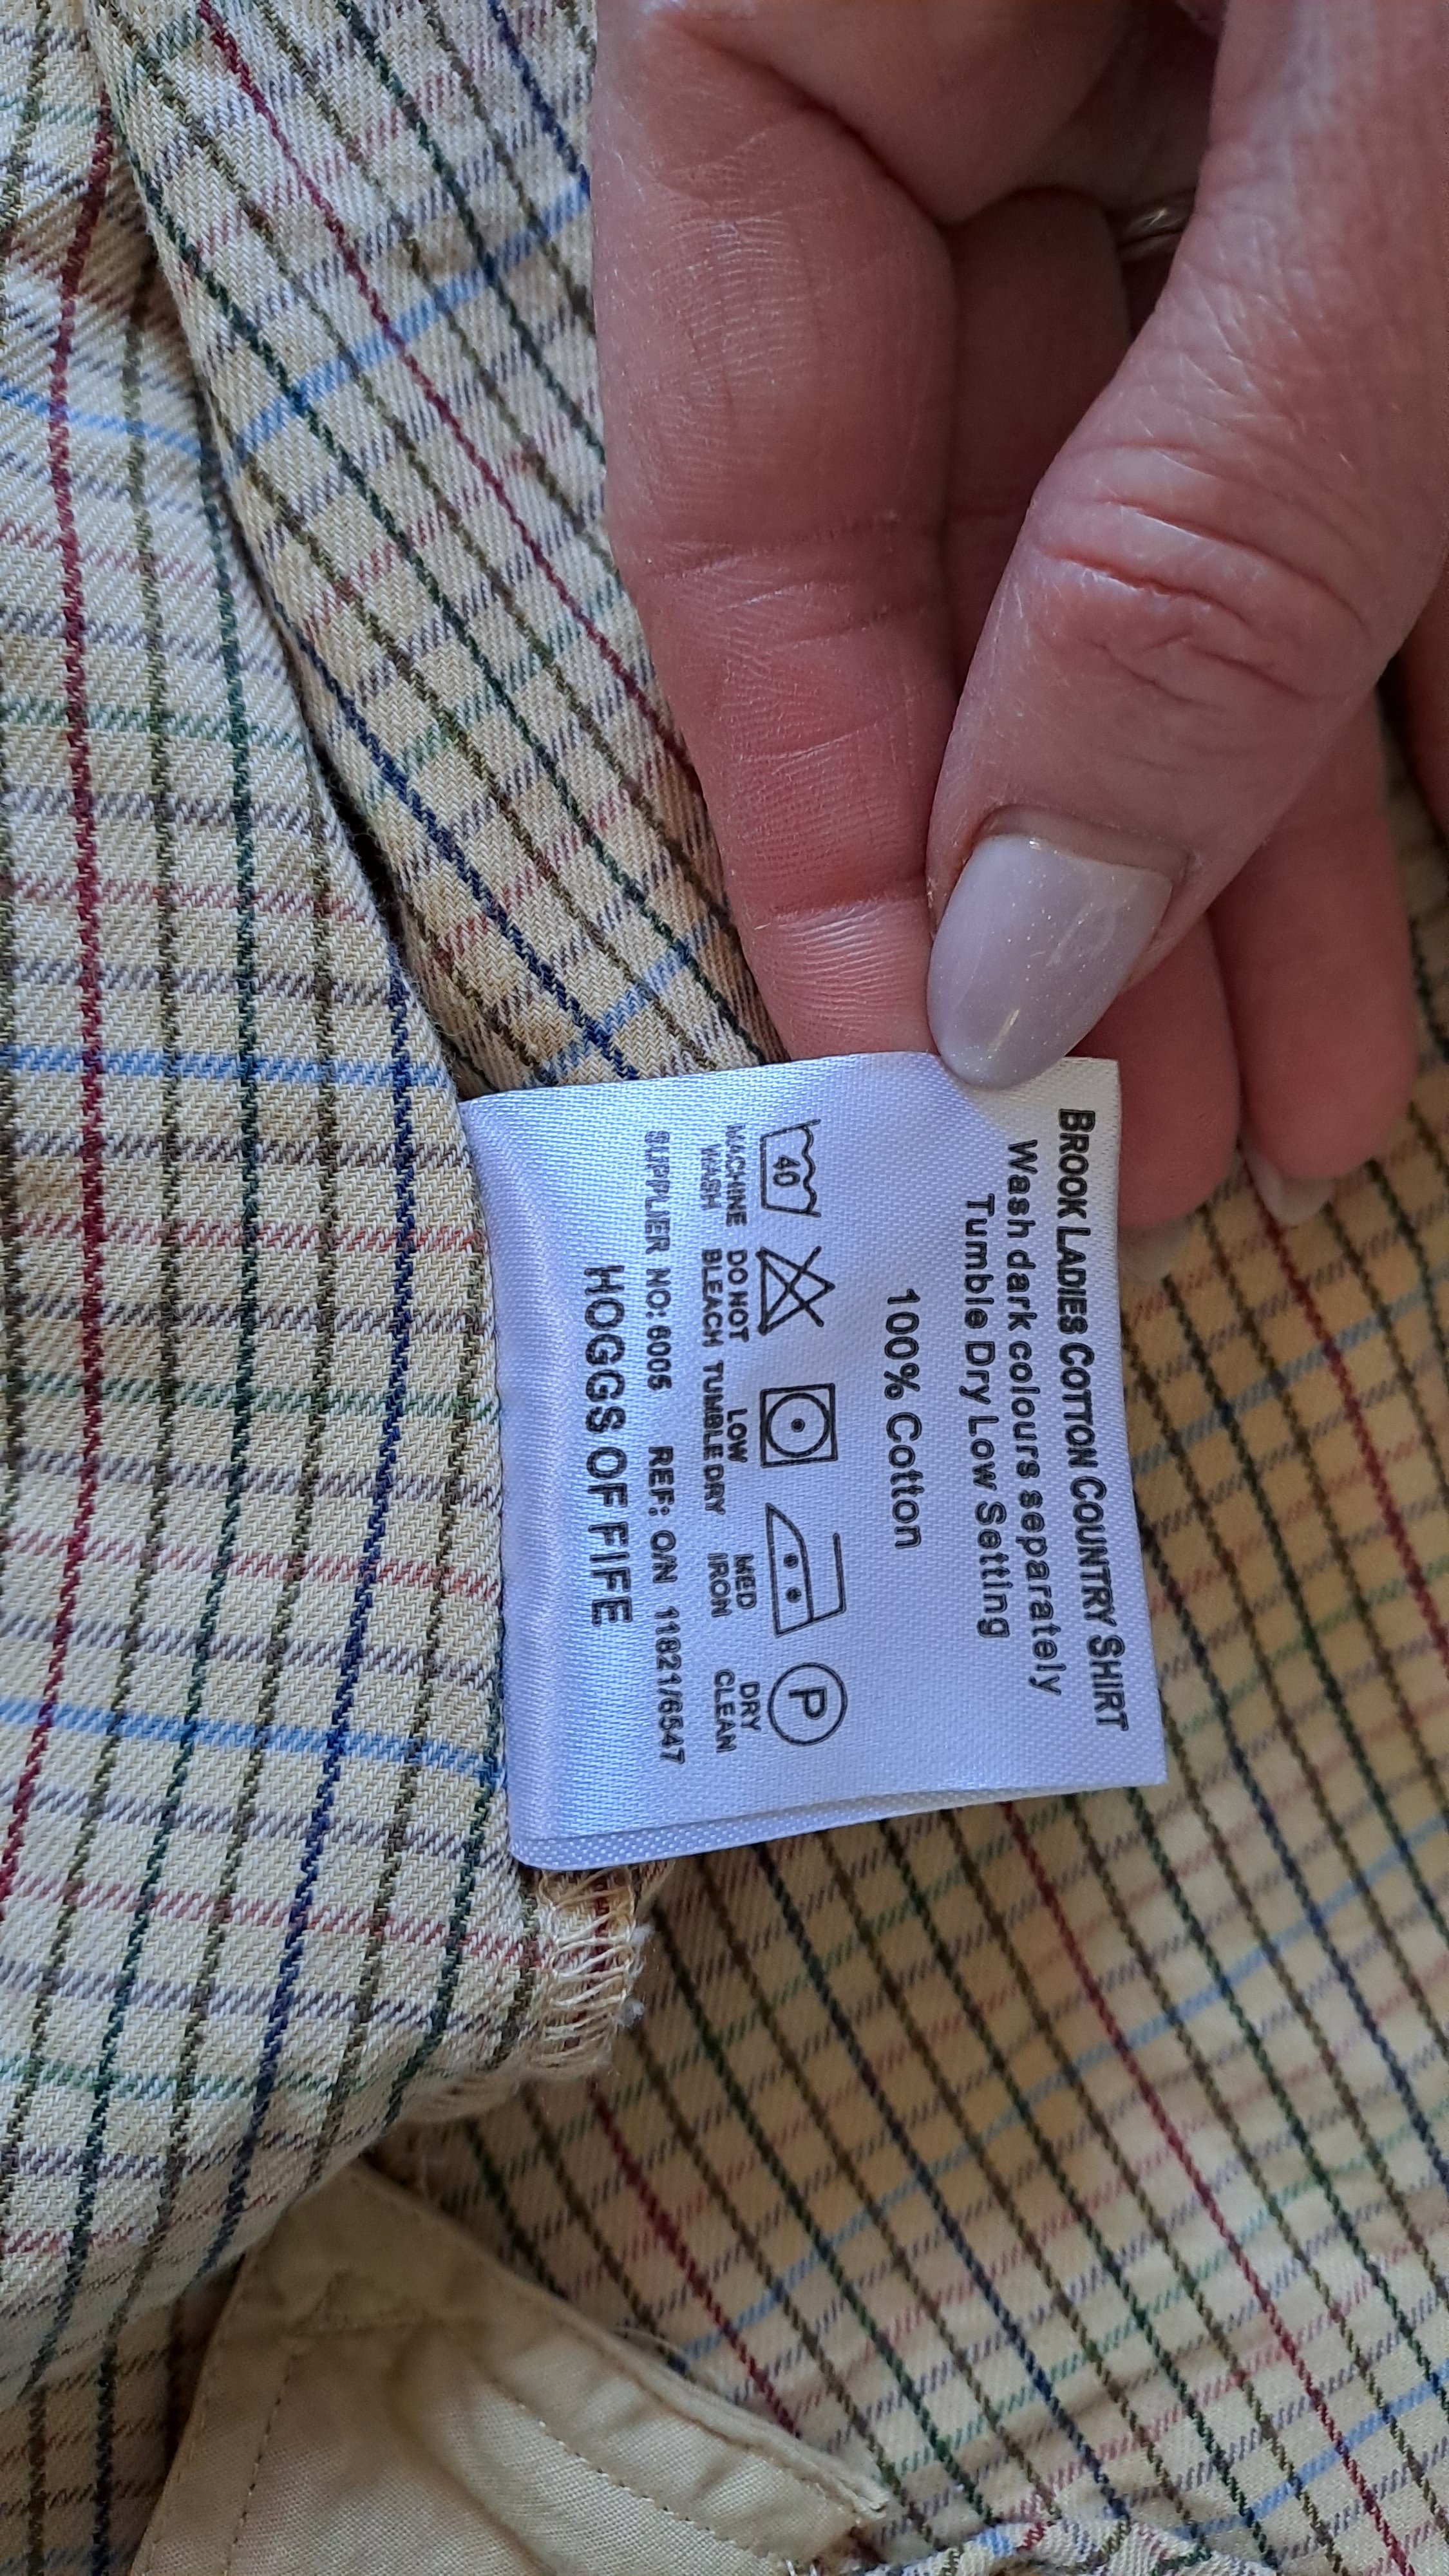 BROOK LADIES COTTON COUNTRY SHIRT
Wash dark colours separately
Tumble Dry Low Setting
100% Cotton
40
P
MACHINE WASH
DO NOT BLEACH
LOW TUMBLE DRY
MED IRON
DRY CLEAN
SUPPLIER NO: 6005 REF: O/N 11821/6547
HOGGS OF FIFE